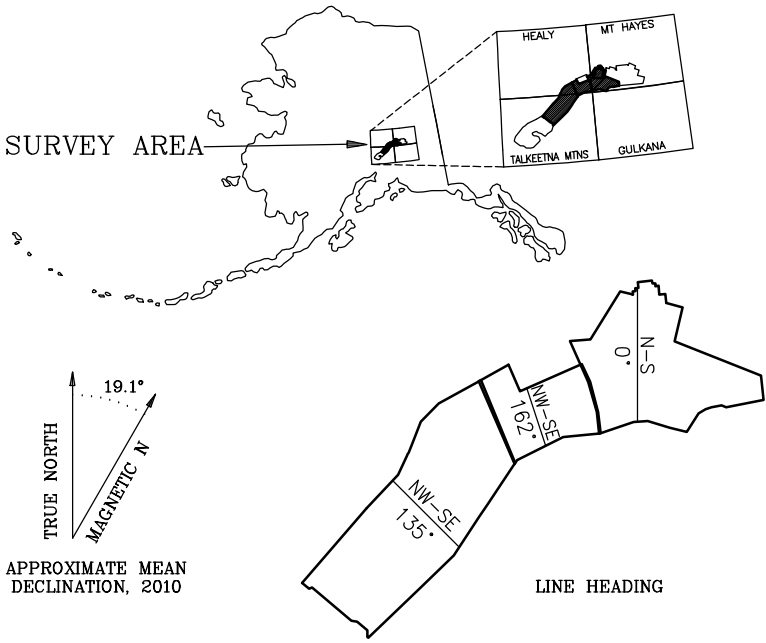 HEALY
MT HAYES
SURVEY AREA
TALKEETNA MTNS
GULKANA
N-S
0°
NW-SE
162°
NW-SE
135°
19.1°
TRUE NORTH
MAGNETIC N
APPROXIMATE MEAN
DECLINATION, 2010
LINE HEADING